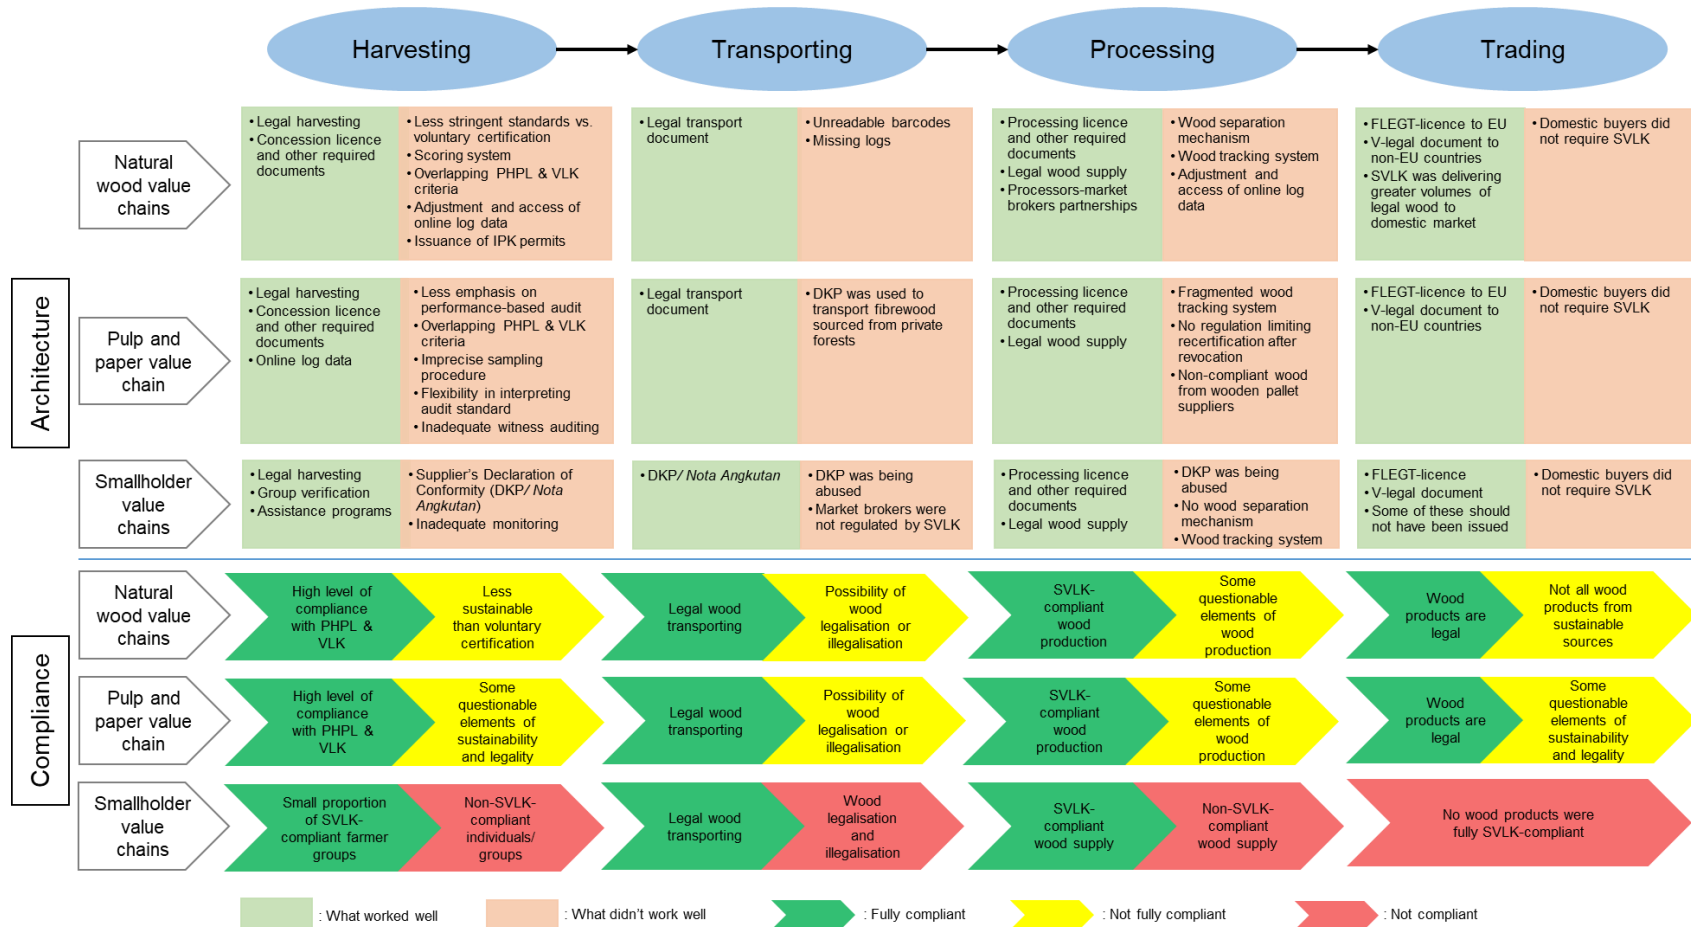 Harvesting
Transporting
Processing
Trading
Architecture
Natural
wood value
chains
• Legal harvesting
• Concession licence
and other required
documents
• Less stringent standards vs.
voluntary certification
• Scoring system
• Overlapping PHPL & VLK
criteria
• Adjustment and access of
online log data
• Issuance of IPK permits
• Legal transport
document
• Unreadable barcodes
• Missing logs
• Processing licence
and other required
documents
• Legal wood supply
• Processors-market
brokers partnerships
• Wood separation
mechanism
• Wood tracking system
• Adjustment and
access of online log
data
• FLEGT-licence to EU
• V-legal document to
non-EU countries
• SVLK was delivering
greater volumes of
legal wood to
domestic market
• Domestic buyers did
not require SVLK
Pulp and
paper value
chain
• Legal harvesting
• Concession licence
and other required
documents
• Online log data
• Less emphasis on
performance-based audit
• Overlapping PHPL & VLK
criteria
• Imprecise sampling
procedure
• Flexibility in interpreting
audit standard
• Inadequate witness auditing
• Legal transport
document
• DKP was used to
transport fibrewood
sourced from private
forests
• Processing licence
and other required
documents
• Legal wood supply
• Fragmented wood
tracking system
• No regulation limiting
recertification after
revocation
• Non-compliant wood
from wooden pallet
suppliers
• FLEGT-licence to EU
• V-legal document to
non-EU countries
• Domestic buyers did
not require SVLK
Smallholder
value
chains
• Legal harvesting
• Group verification
• Assistance programs
• Supplier's Declaration of
Conformity (DKP/ Nota
Angkutan)
• Inadequate monitoring
• DKP/ Nota Angkutan
• DKP was being
abused
• Market brokers were
not regulated by SVLK
• Processing licence
and other required
documents
• Legal wood supply
• DKP was being
abused
• No wood separation
mechanism
• Wood tracking system
• FLEGT-licence
• V-legal document
• Some of these should
not have been issued
• Domestic buyers did
not require SVLK
Compliance
Natural
wood value
chains
High level of
compliance
with PHPL &
VLK
Less
sustainable
than voluntary
certification
Legal wood
transporting
Possibility of
wood
legalisation or
illegalisation
SVLK-
compliant
wood
production
Some
questionable
elements of
wood
production
Wood
products are
legal
Not all wood
products from
sustainable
sources
Pulp and
paper value
chain
High level of
compliance
with PHPL &
VLK
Some
questionable
elements of
sustainability
and legality
Legal wood
transporting
Possibility of
wood
legalisation or
illegalisation
SVLK-
compliant
wood
production
Some
questionable
elements of
wood
production
Wood
products are
legal
Some
questionable
elements of
sustainability
and legality
Smallholder
value
chains
Small proportion
of SVLK-
compliant farmer
groups
Non-SVLK-
compliant
individuals/
groups
Legal wood
transporting
Wood
legalisation
and
illegalisation
SVLK-
compliant
wood supply
Non-SVLK-
compliant
wood supply
No wood products were
fully SVLK-compliant
: What worked well
: What didn't work well
: Fully compliant
: Not fully compliant
: Not compliant